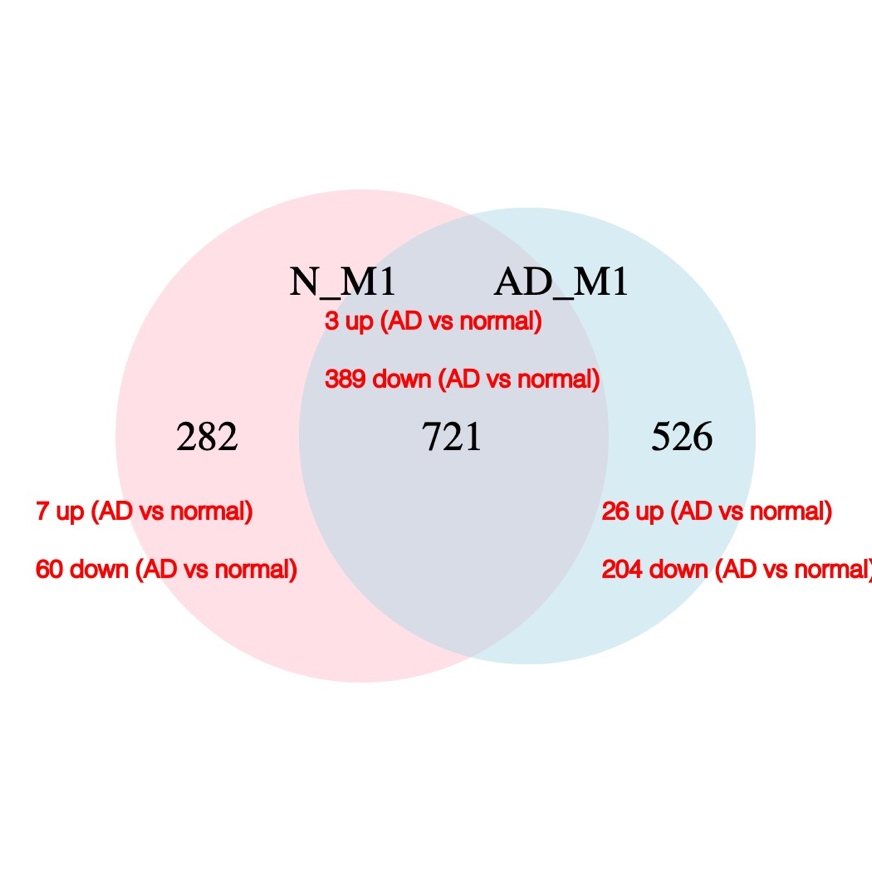 N_M1 AD_M1
3 up (AD vs normal)
389 down (AD vs normal)
282 721 526
7 up (AD vs normal) 26 up (AD vs normal)
60 down (AD vs normal) 204 down (AD vs normal)